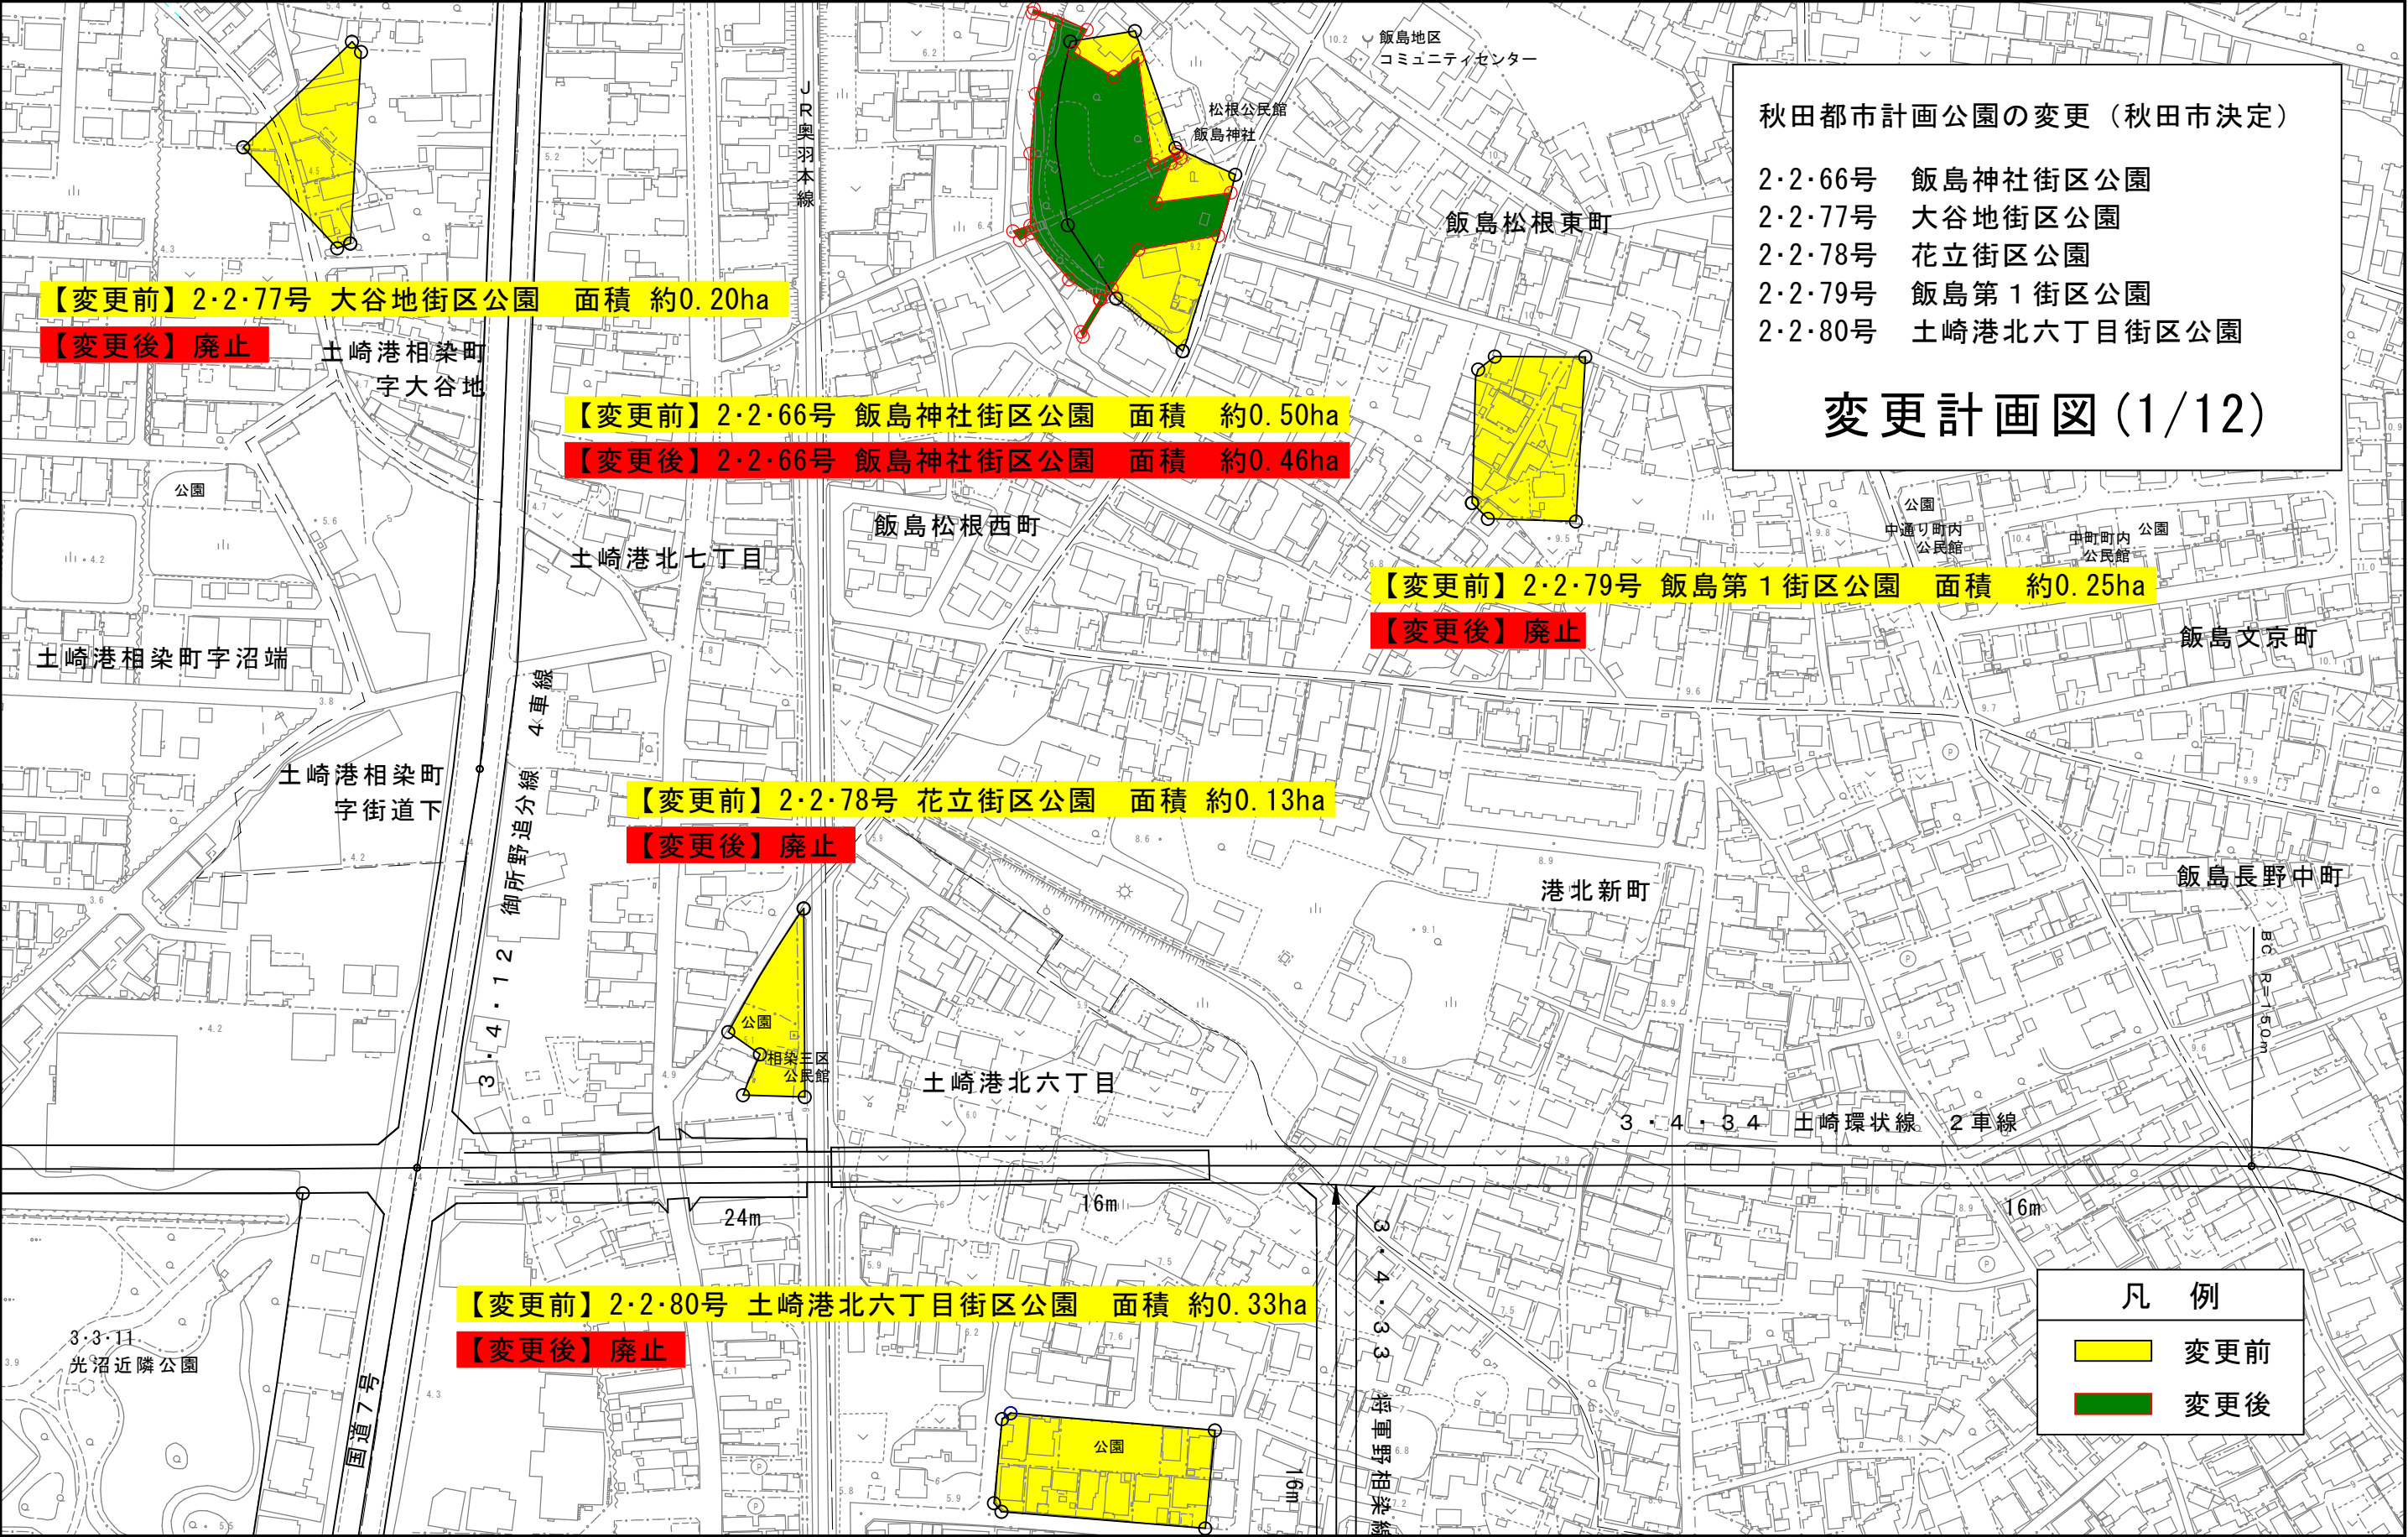 秋田都市計画公園の変更（秋田市決定）
2・2・66号　飯島神社街区公園
2・2・77号　大谷地街区公園
2・2・78号　花立街区公園
2・2・79号　飯島第１街区公園
2・2・80号　土崎港北六丁目街区公園
変更計画図(1/12)
飯島地区
コミュニティセンター
松根公民館
飯島神社
ＪＲ奥羽本線
飯島松根東町
【変更前】2・2・77号 大谷地街区公園　面積 約0.20ha
【変更後】廃止
土崎港相染町
字大谷地
【変更前】2・2・66号 飯島神社街区公園　面積　約0.50ha
【変更後】2・2・66号 飯島神社街区公園　面積　約0.46ha
公園
飯島松根西町
土崎港北七丁目
公園
中通り町内
公民館
中町町内
公民館
公園
【変更前】2・2・79号 飯島第１街区公園　面積　約0.25ha
【変更後】廃止
飯島文京町
土崎港相染町字沼端
土崎港相染町
字街道下
３・４・１２　御所野追分線　４車線
【変更前】2・2・78号 花立街区公園　面積 約0.13ha
【変更後】廃止
港北新町
飯島長野中町
ＢＣ　Ｒ＝１５０ｍ
公園
相染三区
公民館
土崎港北六丁目
３・４・３４　土崎環状線　２車線
24m
16m
16m
【変更前】2・2・80号 土崎港北六丁目街区公園　面積 約0.33ha
【変更後】廃止
3・3・11
光沼近隣公園
国道７号
公園
16m
３・４・３３　将軍野相染線
凡　例
変更前
変更後